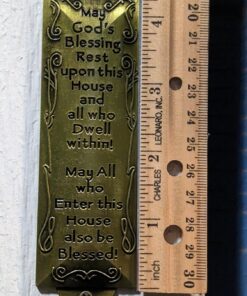 May
God's
Blessing
Rest
upon this
House
and
all who
Dwell
within!
May All
who
Enter this
House
also be
Blessed!
4
3
2
1
CHARLES LEONARD, INC.
20
21
22
23
24
25
26
27
28
29
30